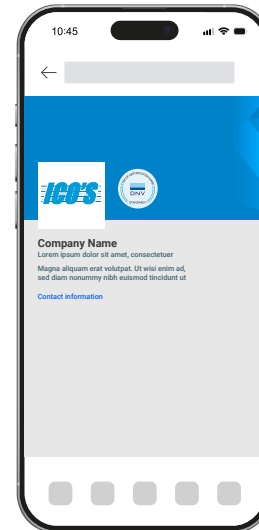 10:45
ICO'S
DNV
Company Name
Lorem ipsum dolor sit amet, consectetuer
Magna aliquam erat volutpat. Ut wisi enim ad,
sed diam nonummy nibh euismod tincidunt ut
Contact information